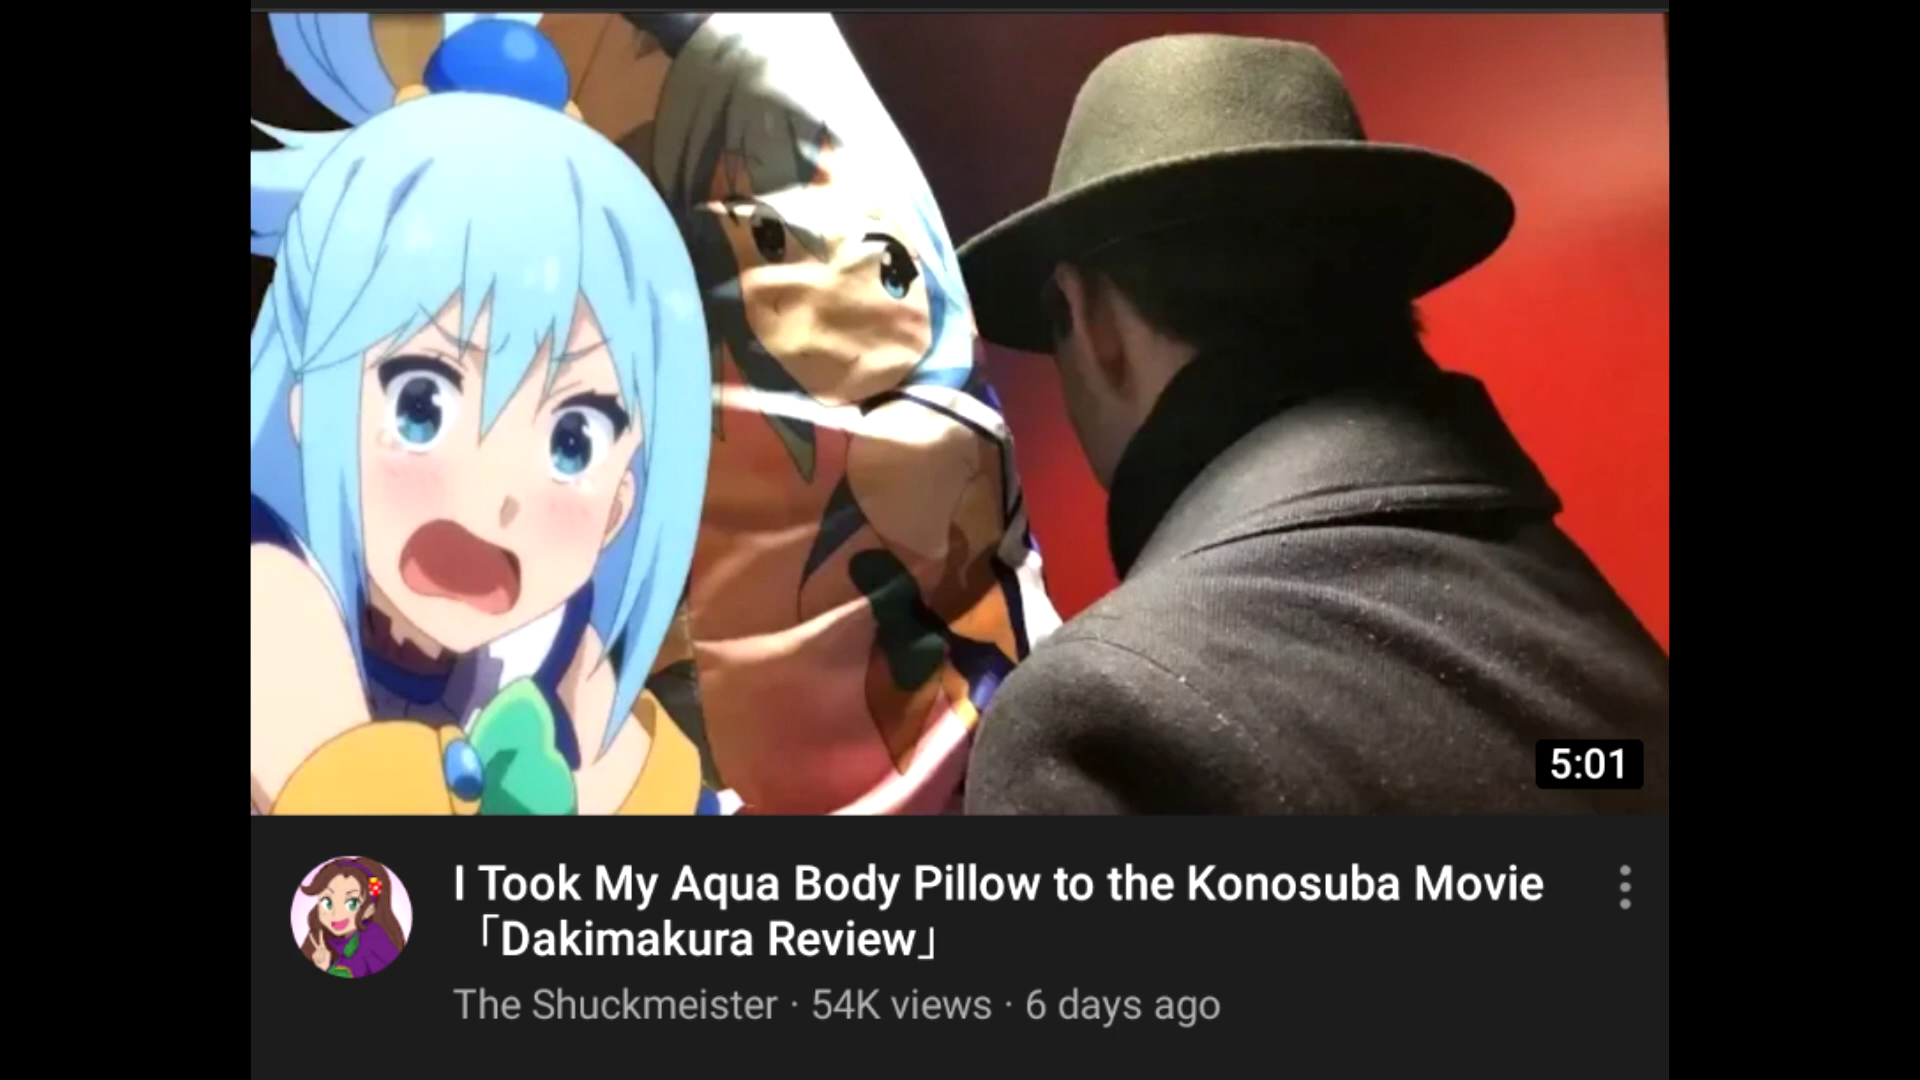 5:01
I Took My Aqua Body Pillow to the Konosuba Movie
「Dakimakura Review」
The Shuckmeister · 54K views · 6 days ago